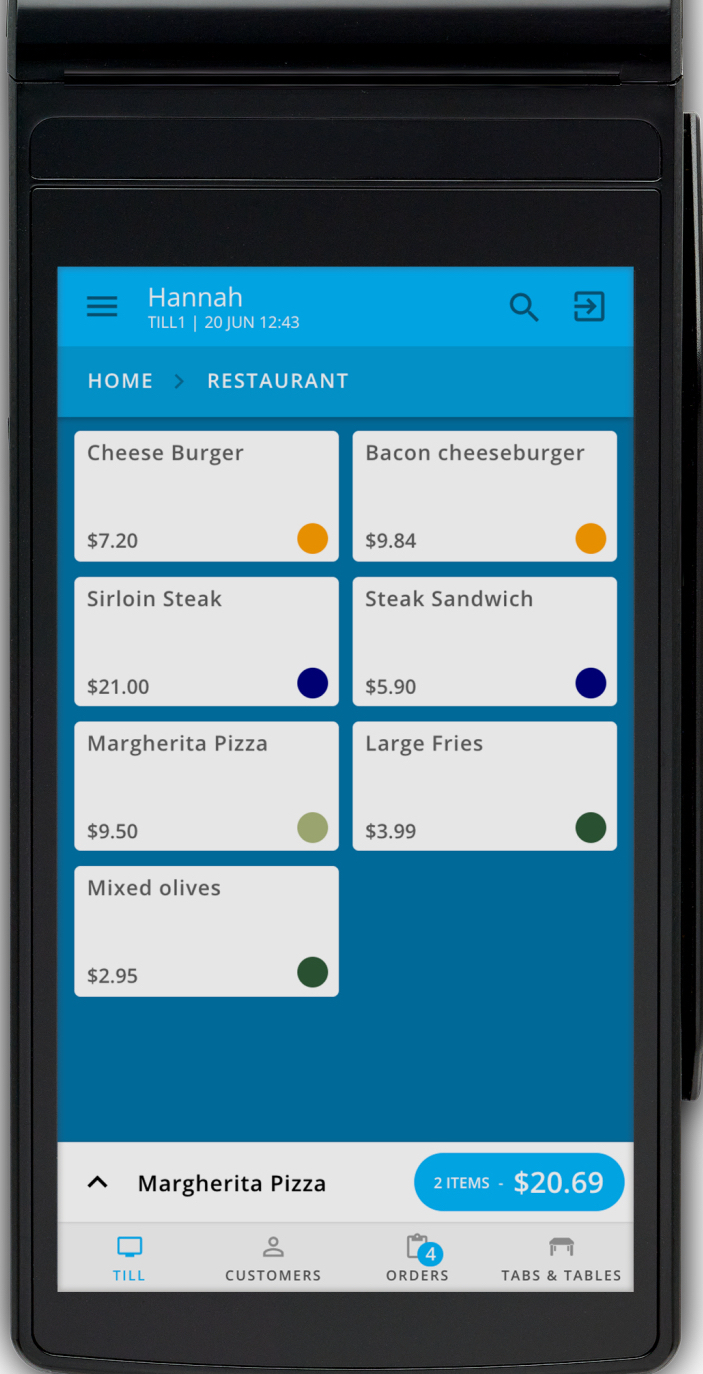 Hannah
TILL1 | 20 JUN 12:43
HOME > RESTAURANT
Cheese Burger
$7.20
Bacon cheeseburger
$9.84
Sirloin Steak
$21.00
Steak Sandwich
$5.90
Margherita Pizza
$9.50
Large Fries
$3.99
Mixed olives
$2.95
Margherita Pizza
2 ITEMS - $20.69
4
TILL
CUSTOMERS
ORDERS
TABS & TABLES